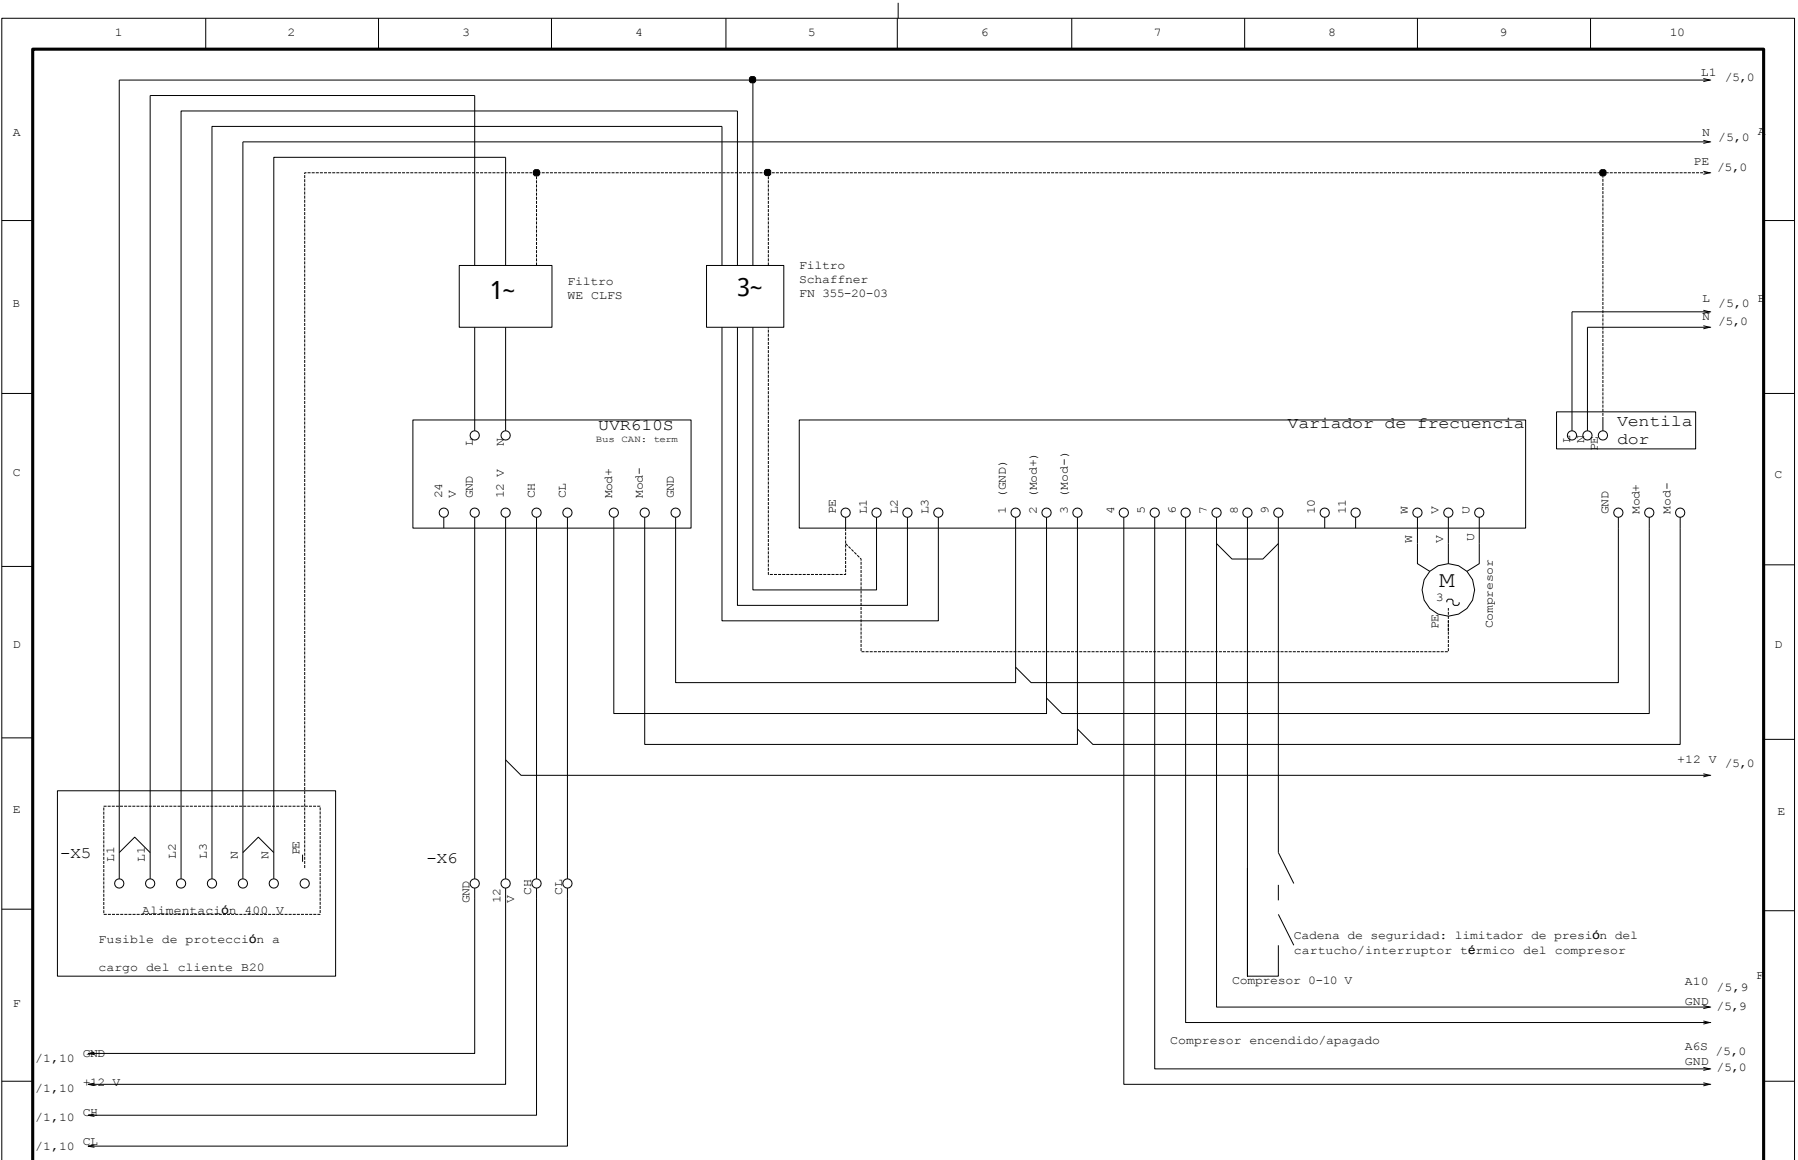 1 2 3 4 5 6 7 8 9 10
L1 /5,0
A
N /5,0
PE /5,0
1~
Filtro
WE CLFS
3~
Filtro
Schaffner
FN 355-20-03
B
L /5,0
N /5,0
UVR610S
Bus CAN: term
L
N
24 V
GND
12 V
CH
CL
Mod+
Mod-
GND
Variador de frecuencia
PE
L1
L2
L3
1 (GND)
2 (Mod+)
3 (Mod-)
4
5
6
7
8
9
10
11
W
V
U
L
N
PE
Ventila
dor
C
C
GND
Mod+
Mod-
W
V
U
M
3
PE
Compresor
D
D
+12 V /5,0
E
E
-X5
L1
L1
L2
L3
N
N
PE
Alimentación 400 V
Fusible de protección a
cargo del cliente B20
-X6
GND
12 V
CH
CL
Cadena de seguridad: limitador de presión del
cartucho/interruptor térmico del compresor
Compresor 0-10 V
A10 /5,9
GND /5,9
F
Compresor encendido/apagado
A6S /5,0
GND /5,0
/1,10 GND
/1,10 +12 V
/1,10 CH
/1,10 CL